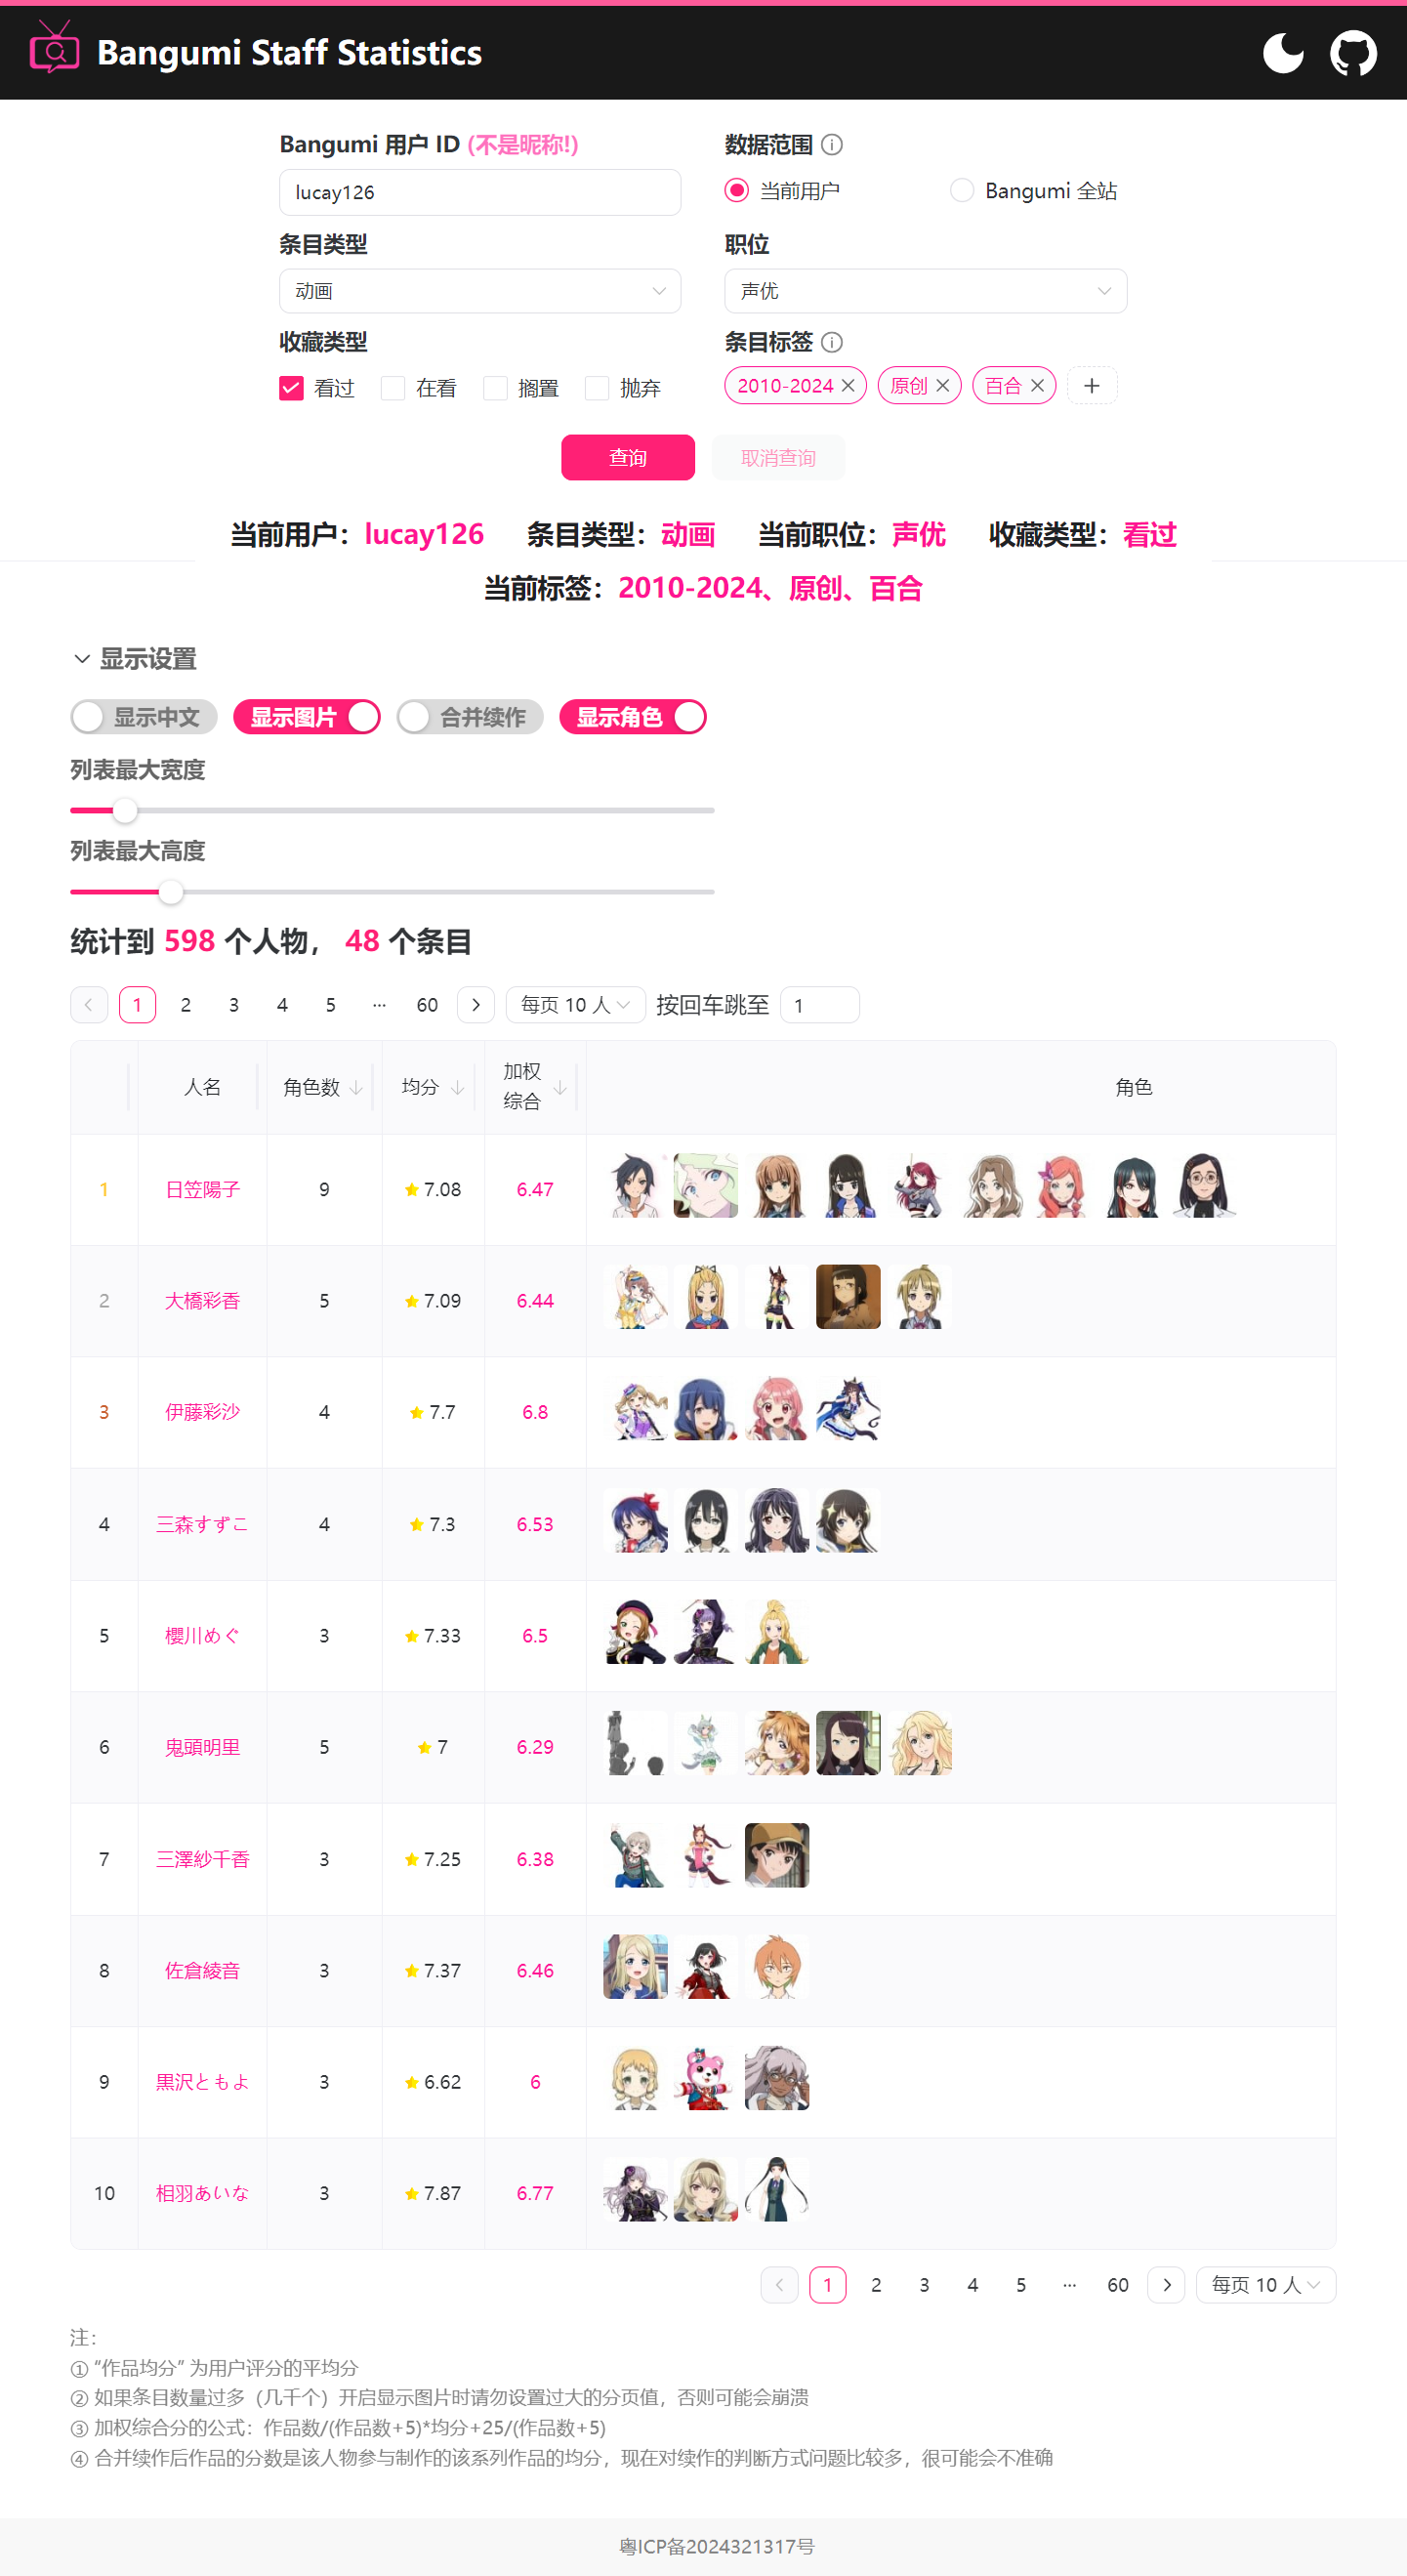 Bangumi Staff Statistics
Bangumi 用户 ID (不是昵称!)
数据范围
lucay126
当前用户 Bangumi 全站
条目类型
职位
动画
声优
收藏类型
条目标签
看过 在看 搁置 抛弃
2010-2024 原创 百合
查询 取消查询
当前用户：lucay126 条目类型：动画 当前职位：声优 收藏类型：看过
当前标签：2010-2024、原创、百合
显示设置
显示中文 显示图片 合并续作 显示角色
列表最大宽度
列表最大高度
统计到 598 个人物， 48 个条目
1 2 3 4 5 ··· 60 每页 10 人 按回车跳至 1
人名 角色数 均分 加权综合 角色
1 日笠陽子 9 7.08 6.47
2 大橋彩香 5 7.09 6.44
3 伊藤彩沙 4 7.7 6.8
4 三森すずこ 4 7.3 6.53
5 櫻川めぐ 3 7.33 6.5
6 鬼頭明里 5 7 6.29
7 三澤紗千香 3 7.25 6.38
8 佐倉綾音 3 7.37 6.46
9 黒沢ともよ 3 6.62 6
10 相羽あいな 3 7.87 6.77
1 2 3 4 5 ··· 60 每页 10 人
注：
① “作品均分” 为用户评分的平均分
② 如果条目数量过多（几千个）开启显示图片时请勿设置过大的分页值，否则可能会崩溃
③ 加权综合分的公式：作品数/(作品数+5)*均分+25/(作品数+5)
④ 合并续作后作品的分数是该人物参与制作的该系列作品的均分，现在对续作的判断方式问题比较多，很可能会不准确
粤ICP备2024321317号